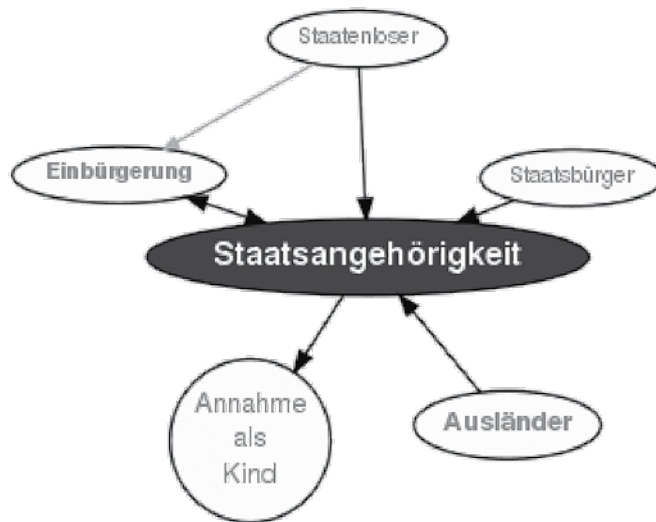 Staatenloser
Einbürgerung
Staatsbürger
Staatsangehörigkeit
Annahme
als
Kind
Ausländer